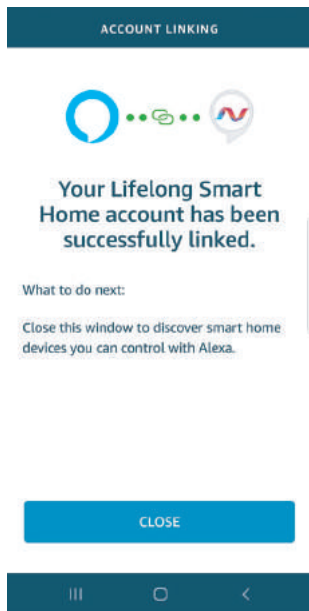 ACCOUNT LINKING
Your Lifelong Smart
Home account has been
successfully linked.
What to do next:
Close this window to discover smart home
devices you can control with Alexa.
CLOSE